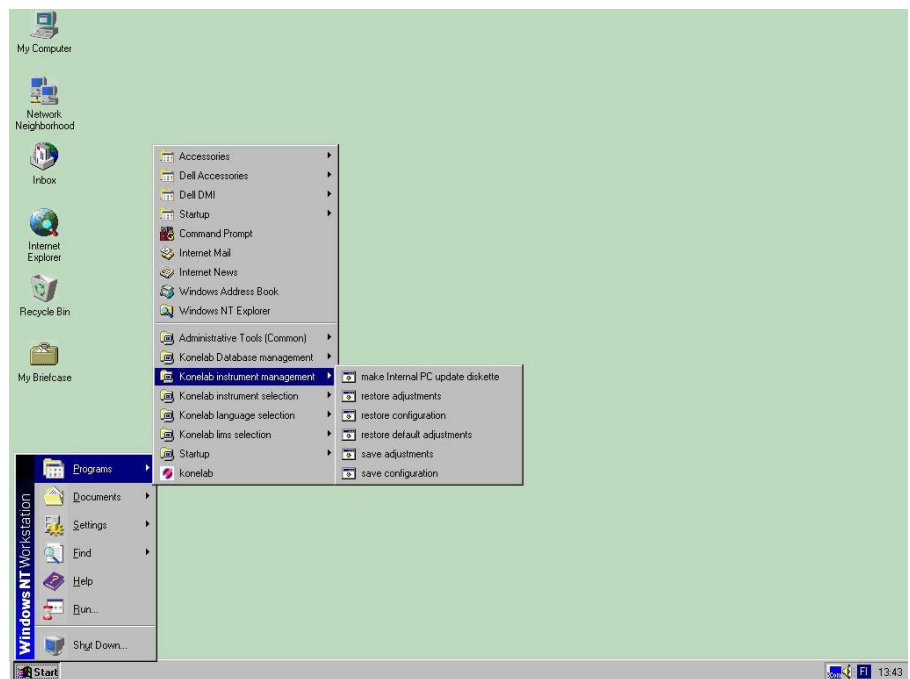 My Computer
Network
Neighborhood
Inbox
Internet
Explorer
Recycle Bin
My Briefcase
Accessories
Dell Accessories
Dell DMI
Startup
Command Prompt
Internet Mail
Internet News
Windows Address Book
Windows NT Explorer
Administrative Tools (Common)
Konelab Database management
Konelab instrument management
Konelab instrument selection
Konelab language selection
Konelab lims selection
Startup
konelab
make Internal PC update diskette
restore adjustments
restore configuration
restore default adjustments
save adjustments
save configuration
Windows NT Workstation
Programs
Documents
Settings
Find
Help
Run...
Shut Down...
Start
FI
13:43